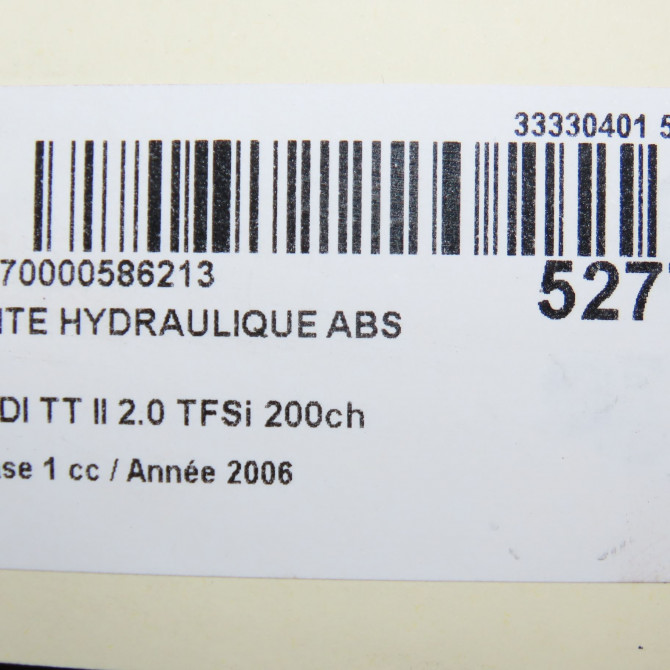 33330401 5
70000586213
527
ITE HYDRAULIQUE ABS
DI TT II 2.0 TFSi 200ch
se 1 cc / Année 2006